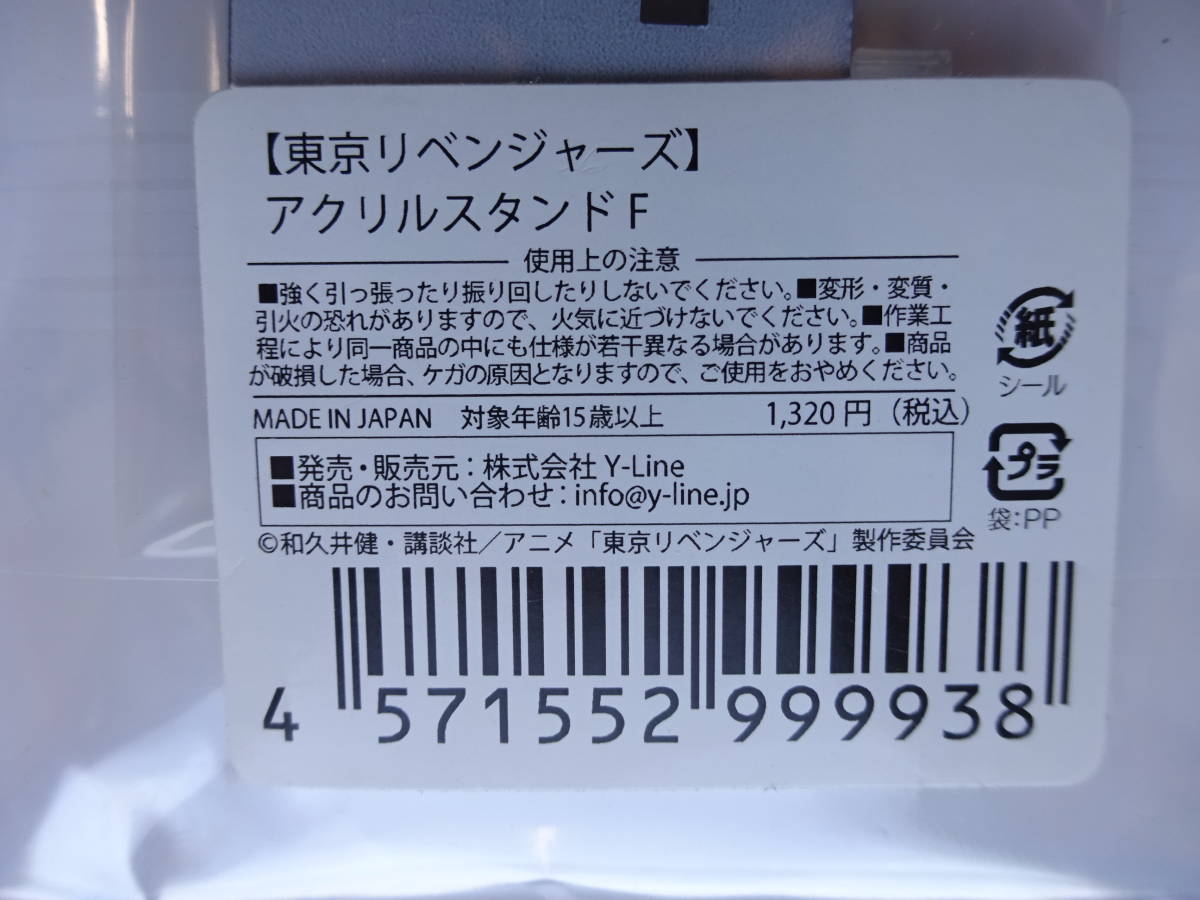 【東京リベンジャーズ】
アクリルスタンド F
使用上の注意
■強く引っ張ったり振り回したりしないでください。■変形・変質・
引火の恐れがありますので、火気に近づけないでください。■作業工
程により同一商品の中にも仕様が若干異なる場合があります。■商品
が破損した場合、ケガの原因となりますので、ご使用をおやめください。
MADE IN JAPAN 対象年齢15歳以上 1,320 円（税込）
■発売・販売元：株式会社 Y-Line
■商品のお問い合わせ：info@y-line.jp
©和久井健・講談社／アニメ「東京リベンジャーズ」製作委員会
紙
シール
プラ
袋：PP
4 571552 999938